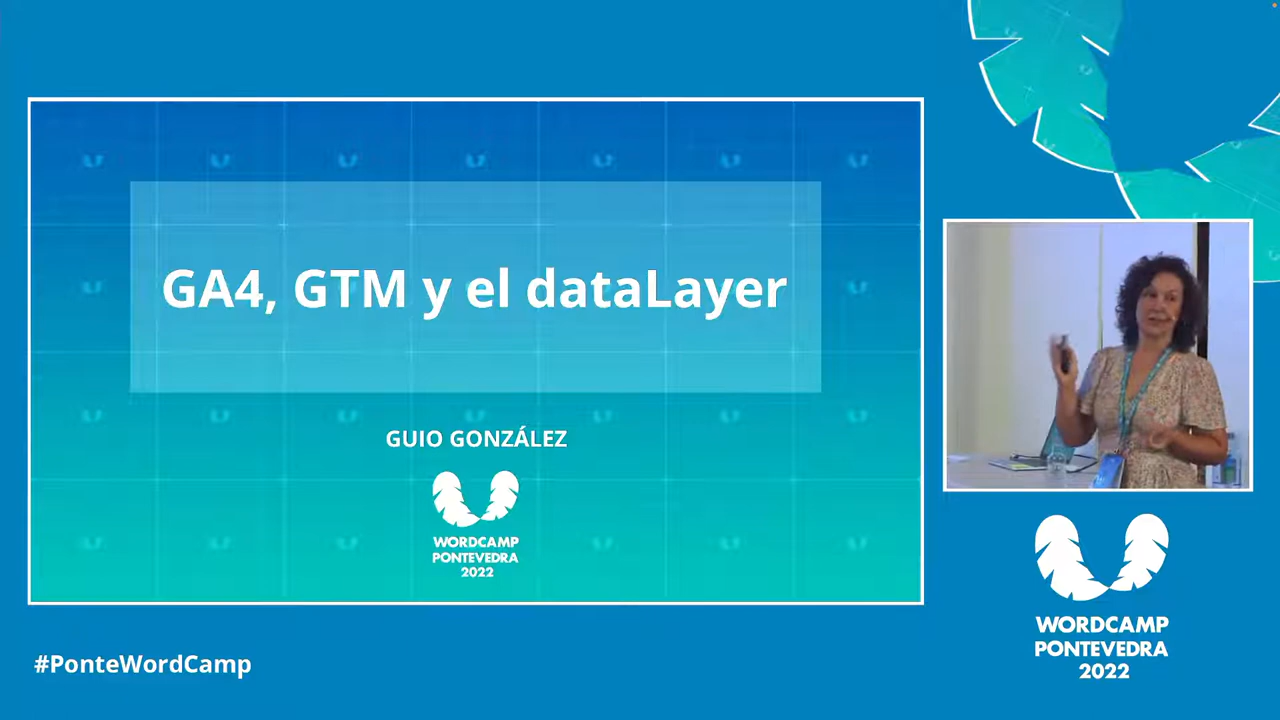 GA4, GTM y el dataLayer
GUIO GONZÁLEZ
WORDCAMP
PONTEVEDRA
2022
#PonteWordCamp
WORDCAMP
PONTEVEDRA
2022